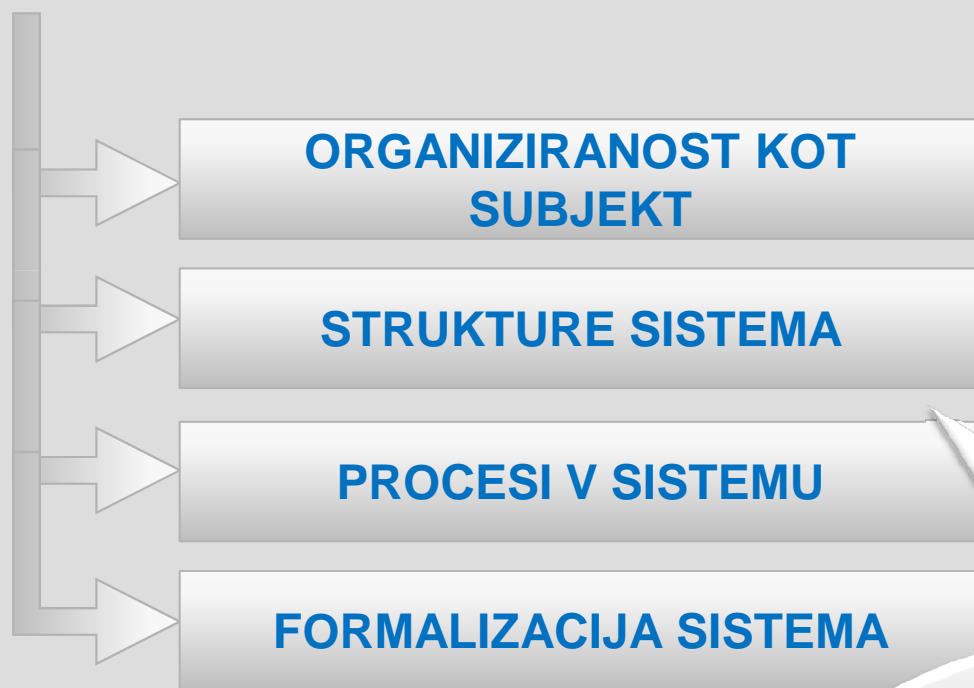 ORGANIZIRANOST KOT
SUBJEKT
STRUKTURE SISTEMA
PROCESI V SISTEMU
FORMALIZACIJA SISTEMA